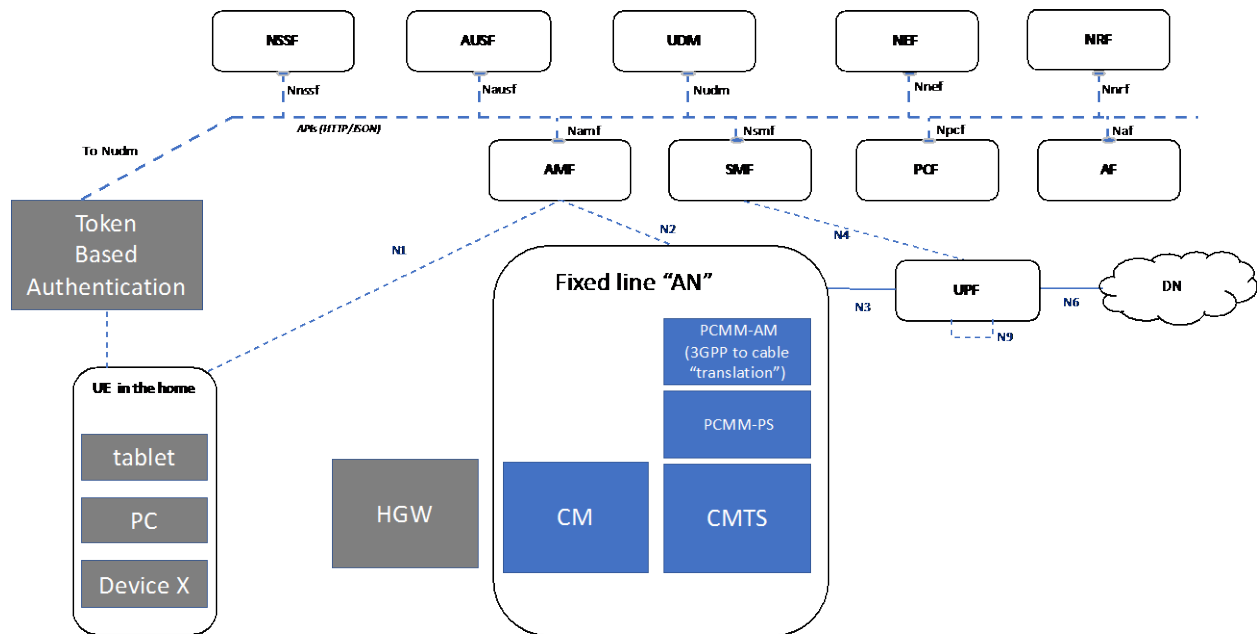 NSSF
AUSF
UDM
NEF
NRF
Nnssf
Nausf
Nudm
Nnef
Nnrf
APIs (HTTP/JSON)
Namf
Nsmf
Npcf
Naf
To Nudm
AMF
SMF
PCF
AF
Token
Based
Authentication
N1
N2
N4
Fixed line “AN”
UPF
DN
N3
N6
N9
PCMM-AM
(3GPP to cable
“translation”)
UE in the home
PCMM-PS
tablet
PC
Device X
HGW
CM
CMTS